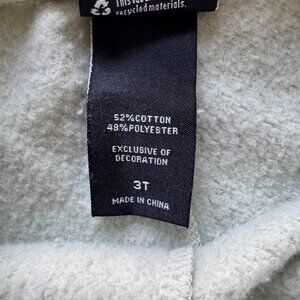 recycled materials.
52%COTTON
48%POLYESTER
EXCLUSIVE OF
DECORATION
3T
MADE IN CHINA